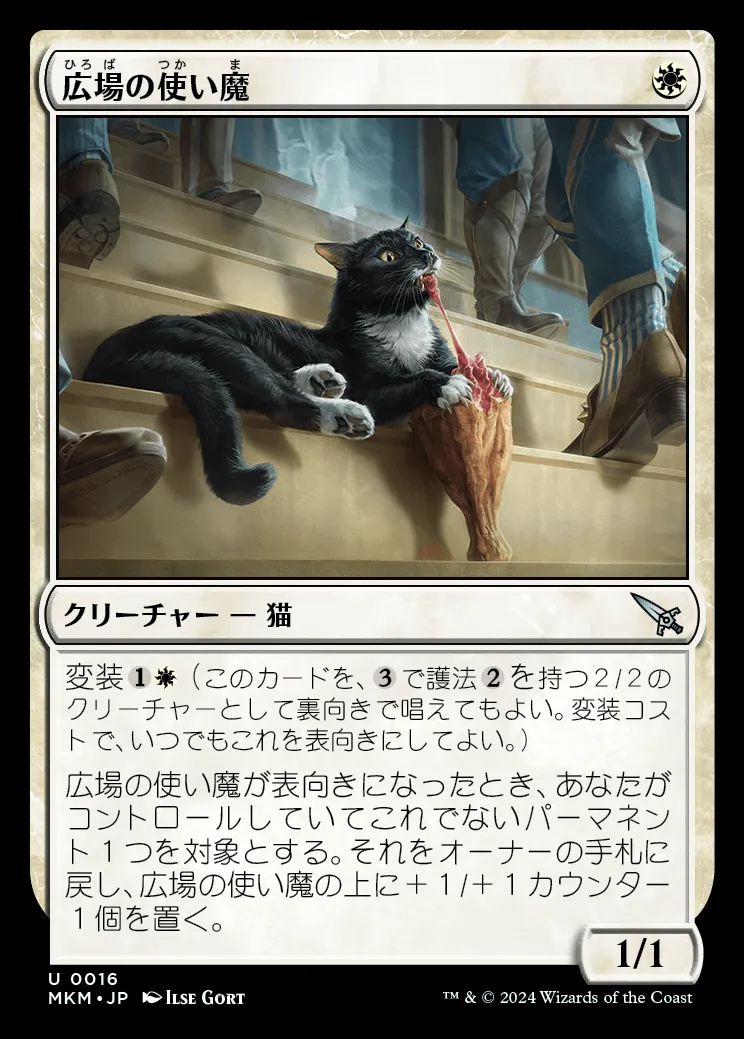 ひろば つか ま
広場の使い魔
クリーチャー — 猫
変装1（このカードを、3で護法2を持つ2/2の
クリーチャーとして裏向きで唱えてもよい。変装コス
トで、いつでもこれを表向きにしてよい。）
広場の使い魔が表向きになったとき、あなたが
コントロールしていてこれでないパーマネン
ト１つを対象とする。それをオーナーの手札に
戻し、広場の使い魔の上に＋１/＋１カウンター
１個を置く。
1/1
U 0016
MKM • JP Ilse Gort
™ & © 2024 Wizards of the Coast